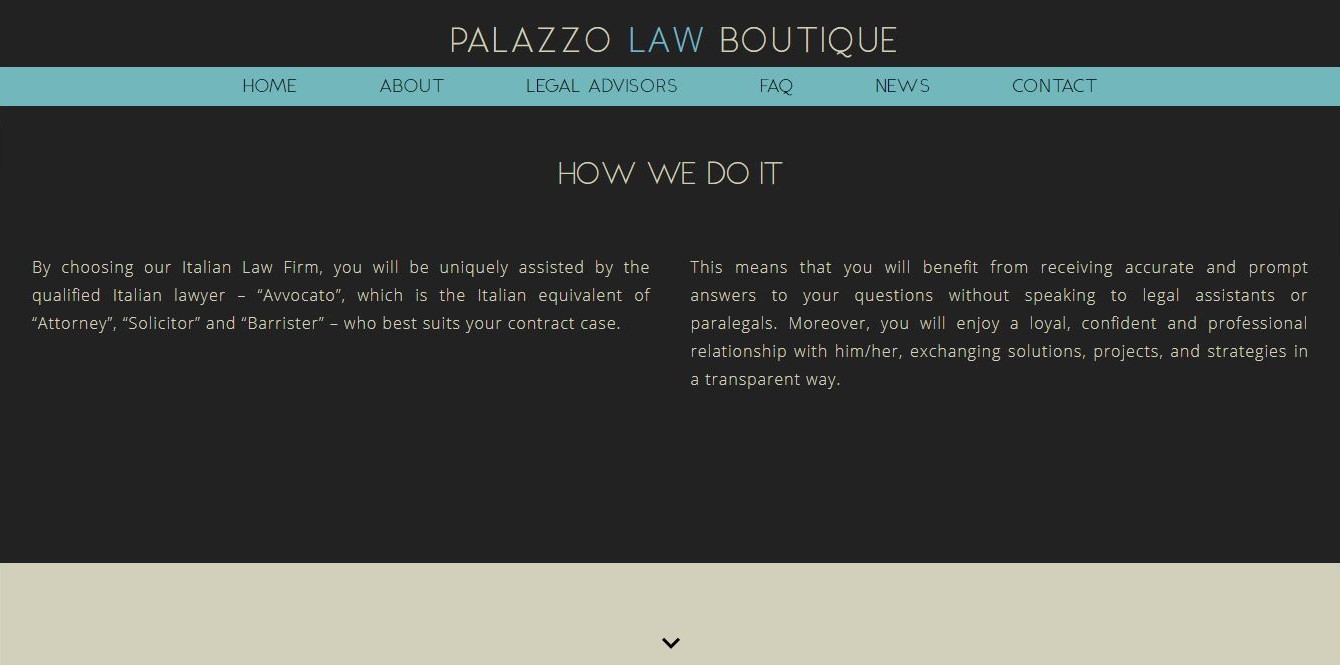 PALAZZO LAW BOUTIQUE
HOME ABOUT LEGAL ADVISORS FAQ NEWS CONTACT
HOW WE DO IT
By choosing our Italian Law Firm, you will be uniquely assisted by the
qualified Italian lawyer – “Avvocato”, which is the Italian equivalent of
“Attorney”, “Solicitor” and “Barrister” – who best suits your contract case.
This means that you will benefit from receiving accurate and prompt
answers to your questions without speaking to legal assistants or
paralegals. Moreover, you will enjoy a loyal, confident and professional
relationship with him/her, exchanging solutions, projects, and strategies in
a transparent way.